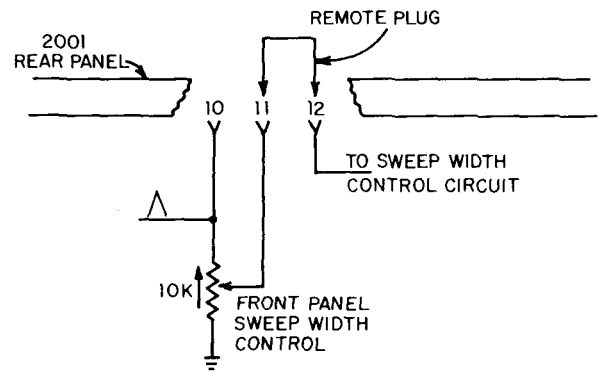 REMOTE PLUG
2001
REAR PANEL
10 11 12
TO SWEEP WIDTH
CONTROL CIRCUIT
10K
FRONT PANEL
SWEEP WIDTH
CONTROL